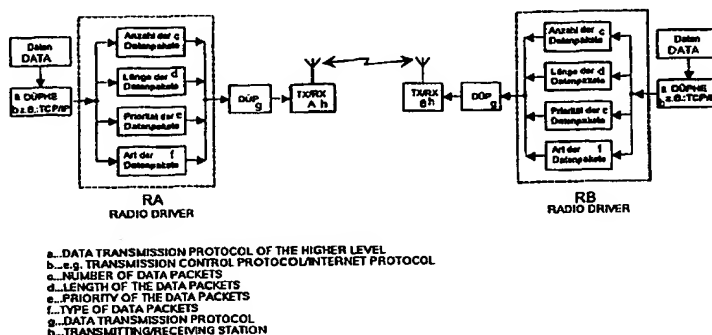 Daten
DATA
a DÜPHE
b z.B.:TCP/IP
Anzahl der c
Datenpakete
Länge der d
Datenpakete
Priorität der c
Datenpakete
Art der f
Datenpakete
RA
RADIO DRIVER
DÜP
g
TX/RX
A h
TX/RX
B h
DÜP
g
Anzahl der c
Datenpakete
Länge der d
Datenpakete
Priorität der c
Datenpakete
Art der f
Datenpakete
RB
RADIO DRIVER
Daten
DATA
a DÜPHE
b z.B.:TCP/IP
a...DATA TRANSMISSION PROTOCOL OF THE HIGHER LEVEL
b...e.g. TRANSMISSION CONTROL PROTOCOL/INTERNET PROTOCOL
c...NUMBER OF DATA PACKETS
d...LENGTH OF THE DATA PACKETS
e...PRIORITY OF THE DATA PACKETS
f...TYPE OF DATA PACKETS
g...DATA TRANSMISSION PROTOCOL
h...TRANSMITTING/RECEIVING STATION